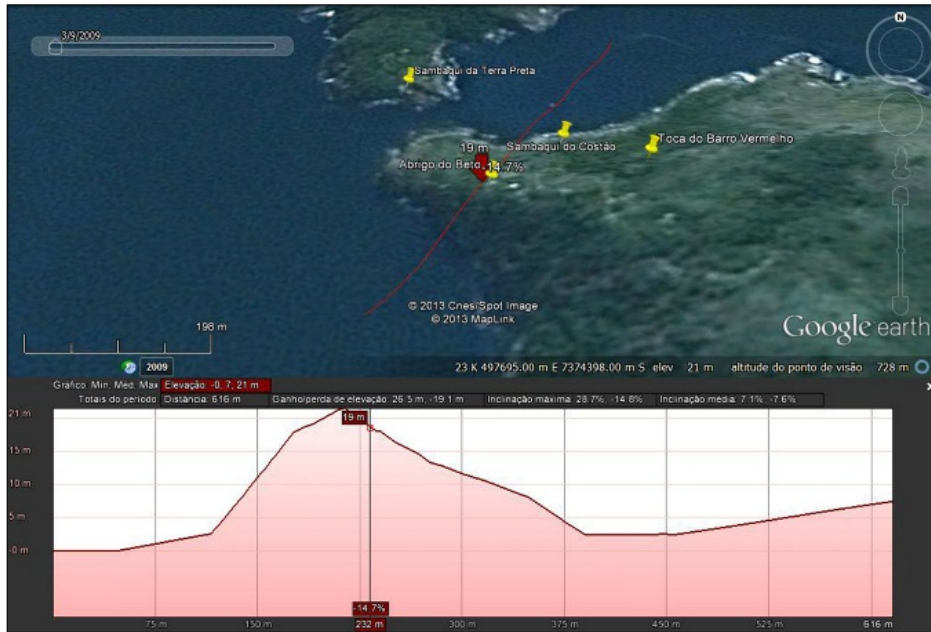 3/9/2009
N
Sambaqui da Terra Preta
Toca do Barro Vermelho
19 m
Sambaqui do Costão
Abrigo do Beto
-14.7%
© 2013 Cnes/Spot Image
© 2013 MapLink
198 m
Google earth
2009
23 K 497695.00 m E 7374398.00 m S elev 21 m altitude do ponto de visão 728 m
Gráfico: Mín, Méd, Máx Elevação: -0, 7, 21 m
Totais do período: Distância: 616 m Ganho/perda de elevação: 26.5 m, -19.1 m Inclinação máxima: 28.7%, -14.8% Inclinação média: 7.1%, -7.6%
21 m
19 m
15 m
10 m
5 m
-0 m
-14.7%
75 m 150 m 232 m 300 m 375 m 450 m 525 m 616 m